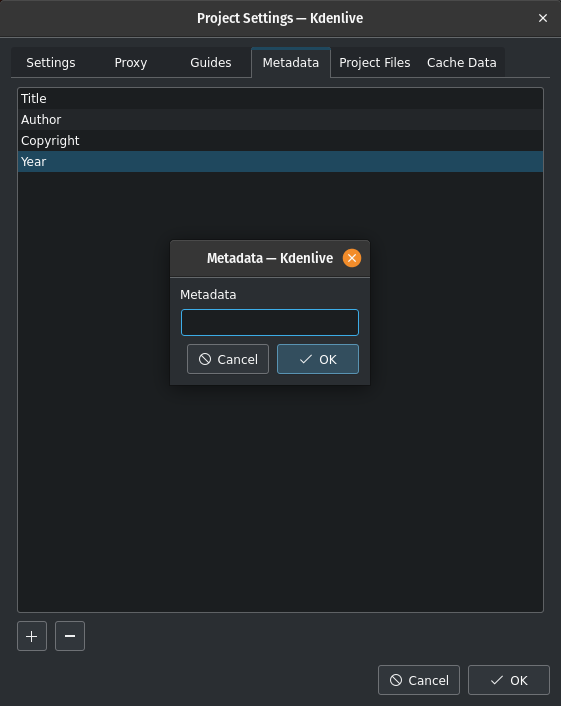 Project Settings — Kdenlive
Settings Proxy Guides Metadata Project Files Cache Data
Title
Author
Copyright
Year
Metadata — Kdenlive
Metadata
Cancel OK
Cancel OK